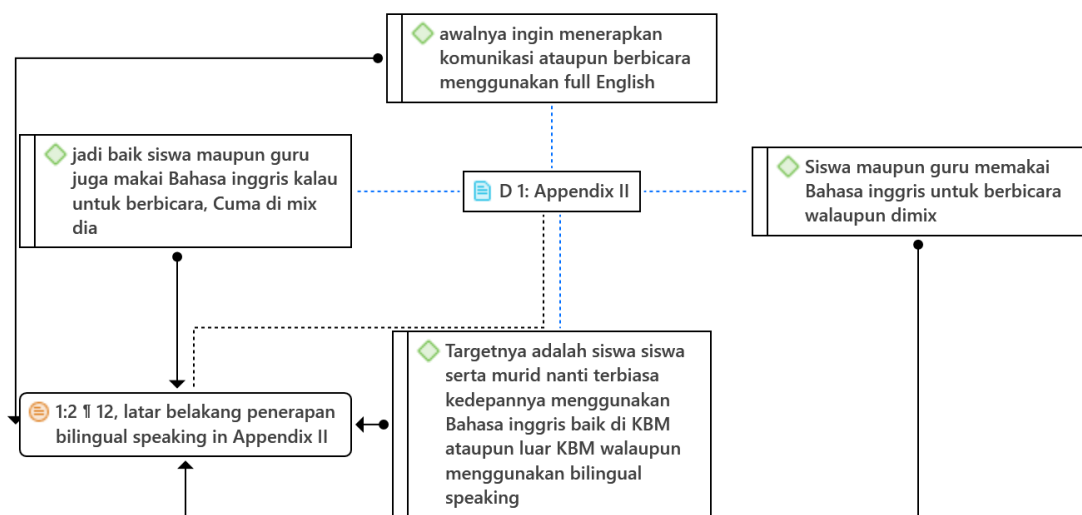 awalnya ingin menerapkan
komunikasi ataupun berbicara
menggunakan full English
jadi baik siswa maupun guru
juga makai Bahasa inggris kalau
untuk berbicara, Cuma di mix
dia
D 1: Appendix II
Siswa maupun guru memakai
Bahasa inggris untuk berbicara
walaupun dimix
Targetnya adalah siswa siswa
serta murid nanti terbiasa
kedepannya menggunakan
Bahasa inggris baik di KBM
ataupun luar KBM walaupun
menggunakan bilingual
speaking
1:2 ¶ 12, latar belakang penerapan
bilingual speaking in Appendix II